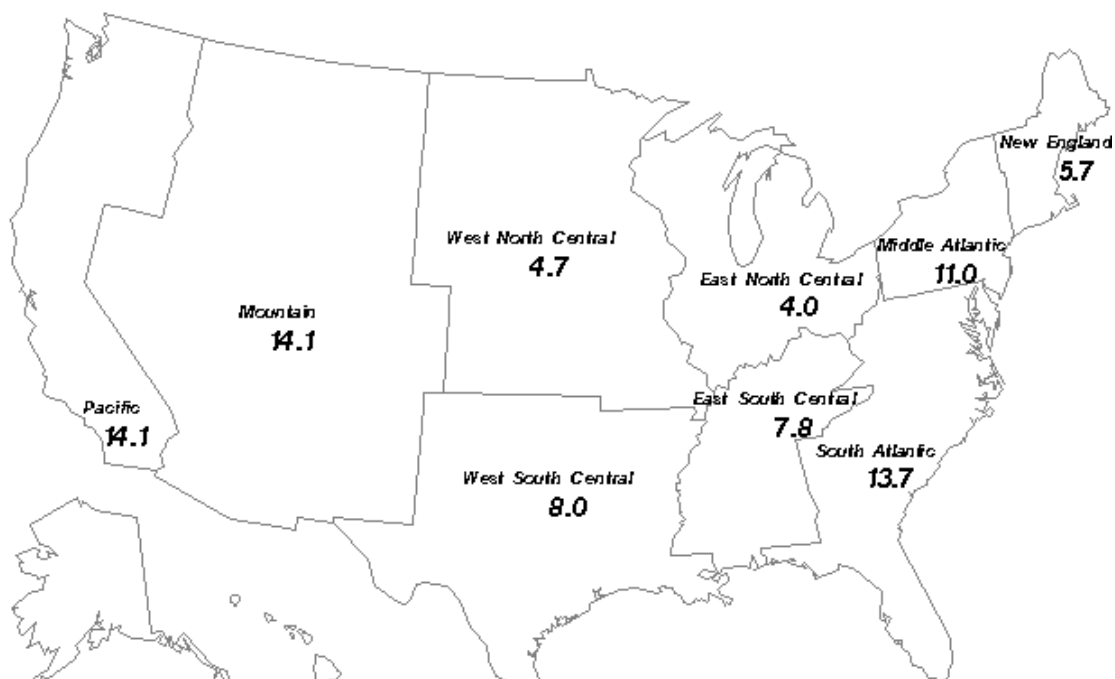 New England
5.7
West North Central
4.7
Middle Atlantic
11.0
East North Central
4.0
Mountain
14.1
East South Central
7.8
Pacific
14.1
South Atlantic
13.7
West South Central
8.0